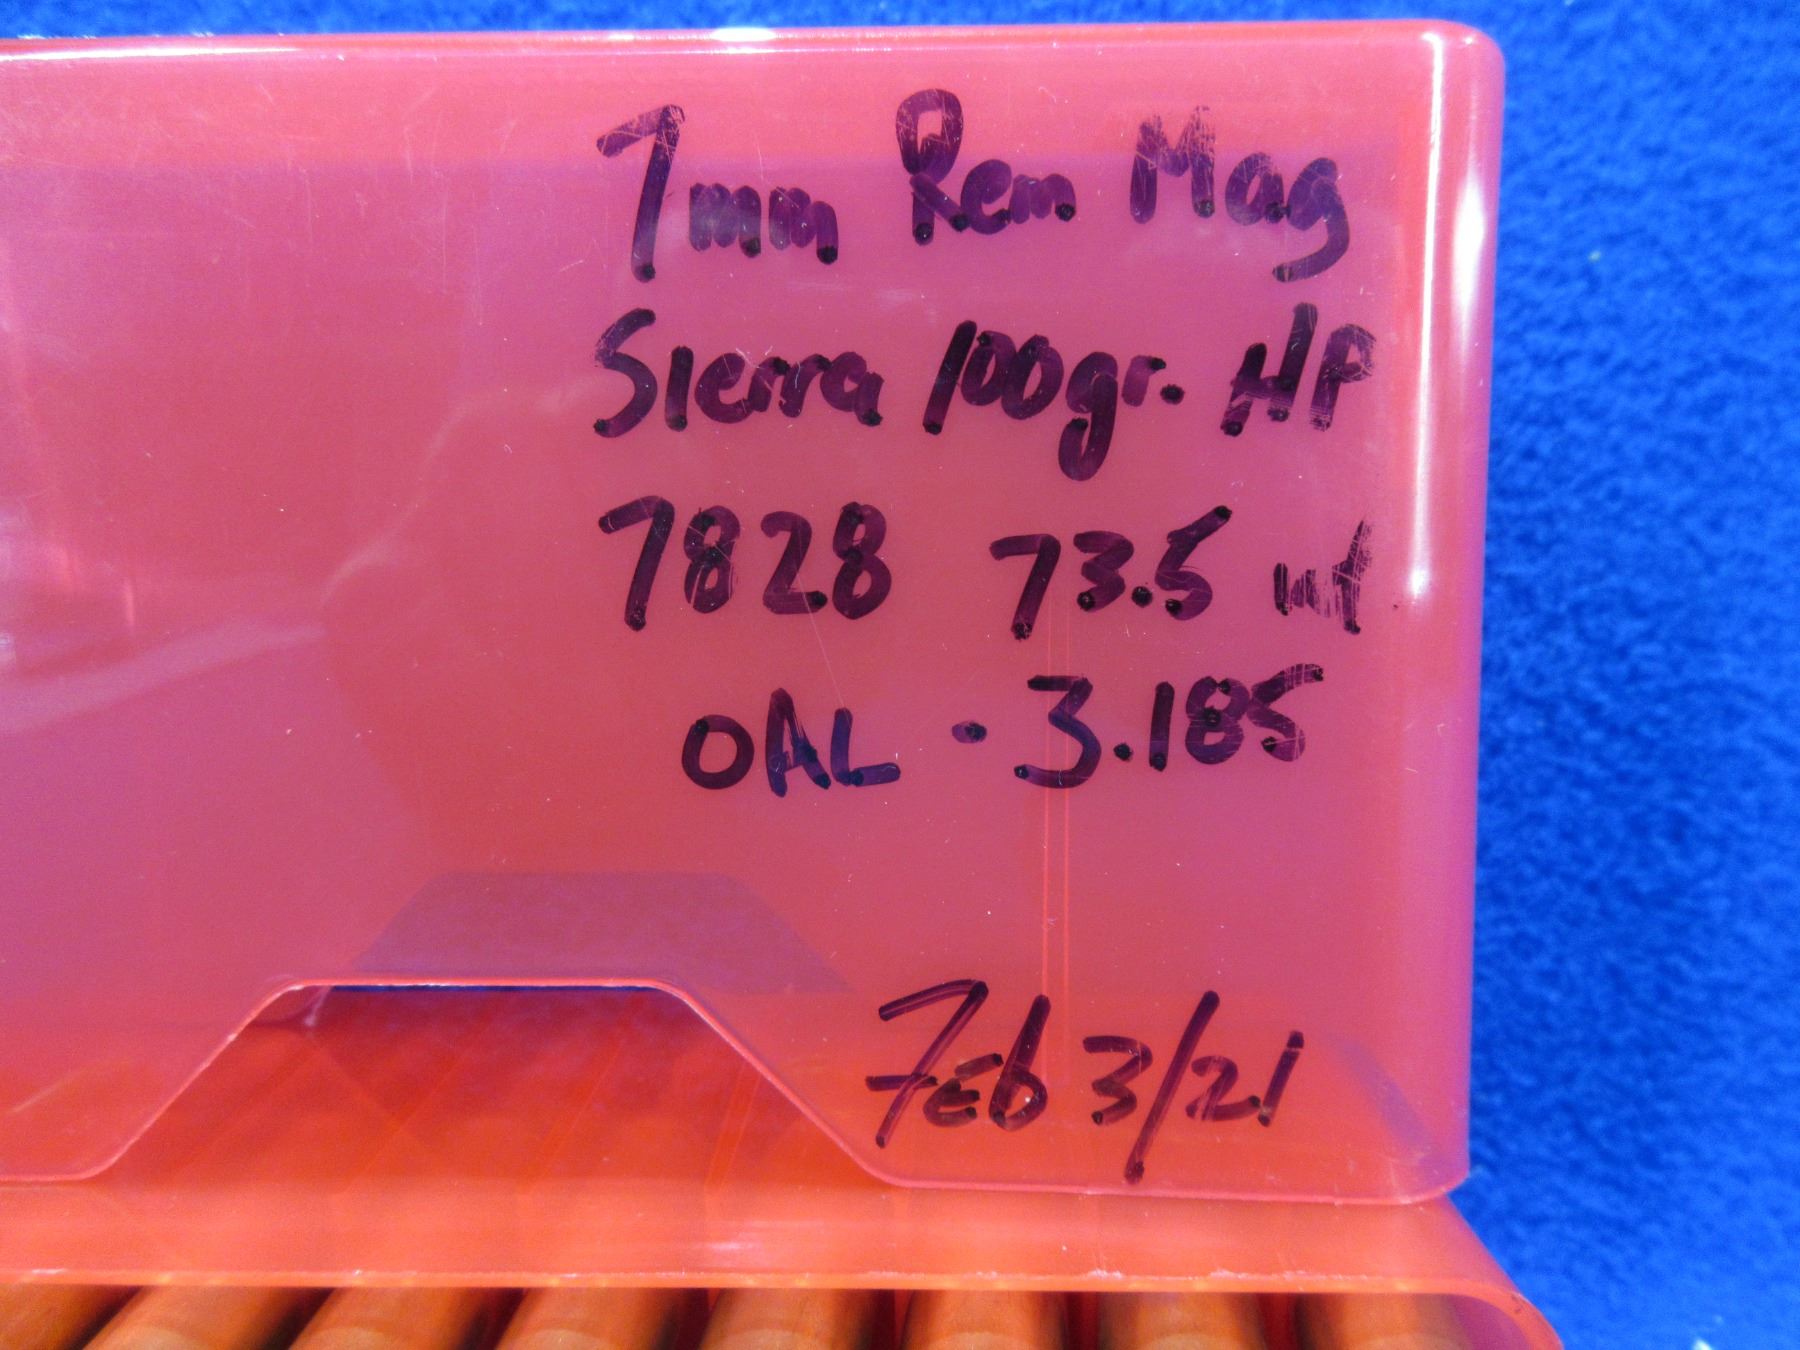 7mm Rem. Mag
Sierra 100gr. HP
7828 73.5 wt
OAL - 3.185
Feb 3/21